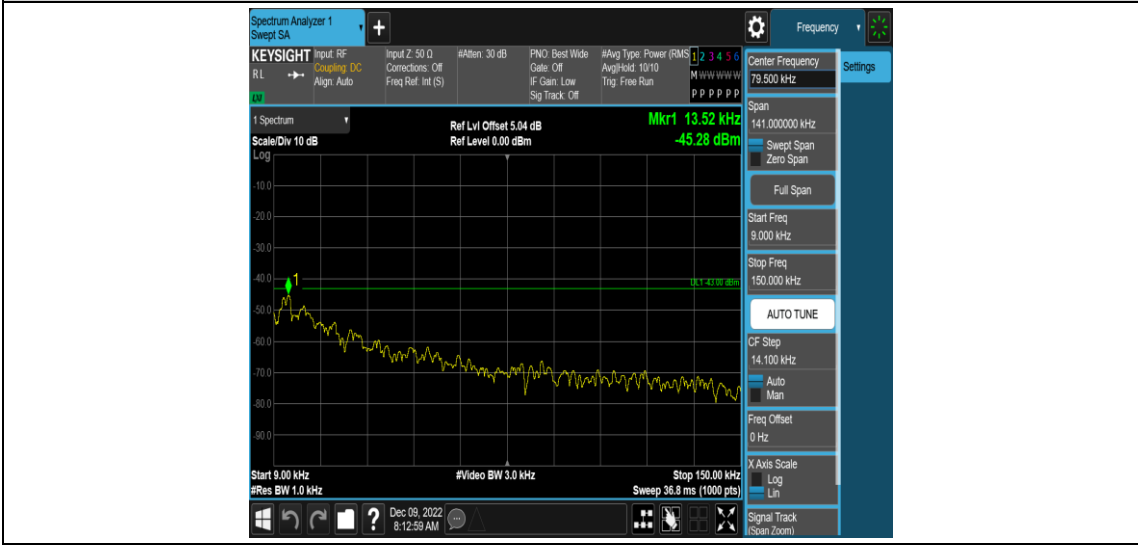 Spectrum Analyzer 1
Swept SA
+
Frequency
KEYSIGHT
RL
LM
Input: RF
Coupling: DC
Align: Auto
Input Z: 50 Ω
Corrections: Off
Freq Ref: Int (S)
#Atten: 30 dB
PNO: Best Wide
Gate: Off
IF Gain: Low
Sig Track: Off
#Avg Type: Power (RMS
Avg|Hold: 10/10
Trig: Free Run
1 2 3 4 5 6
M W W W W W
P P P P P P
1 Spectrum
Scale/Div 10 dB
Log
Ref Lvl Offset 5.04 dB
Ref Level 0.00 dBm
Mkr1 13.52 kHz
-45.28 dBm
-10.0
-20.0
-30.0
-40.0
-50.0
-60.0
-70.0
-80.0
-90.0
1
DL1 -43.00 dBm
Start 9.00 kHz
#Res BW 1.0 kHz
#Video BW 3.0 kHz
Stop 150.00 kHz
Sweep 36.8 ms (1000 pts)
?
Dec 09, 2022
8:12:59 AM
Center Frequency
79.500 kHz
Span
141.000000 kHz
Swept Span
Zero Span
Full Span
Start Freq
9.000 kHz
Stop Freq
150.000 kHz
AUTO TUNE
CF Step
14.100 kHz
Auto
Man
Freq Offset
0 Hz
X Axis Scale
Log
Lin
Signal Track
(Span Zoom)
Settings